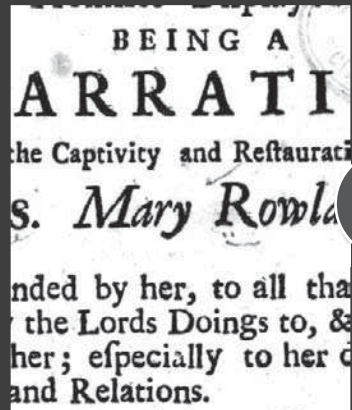 BEING A
ARRATI
the Captivity and Reſtaurati
s. Mary Rowla
nded by her, to all tha
the Lords Doings to, &
her; eſpecially to her d
and Relations.